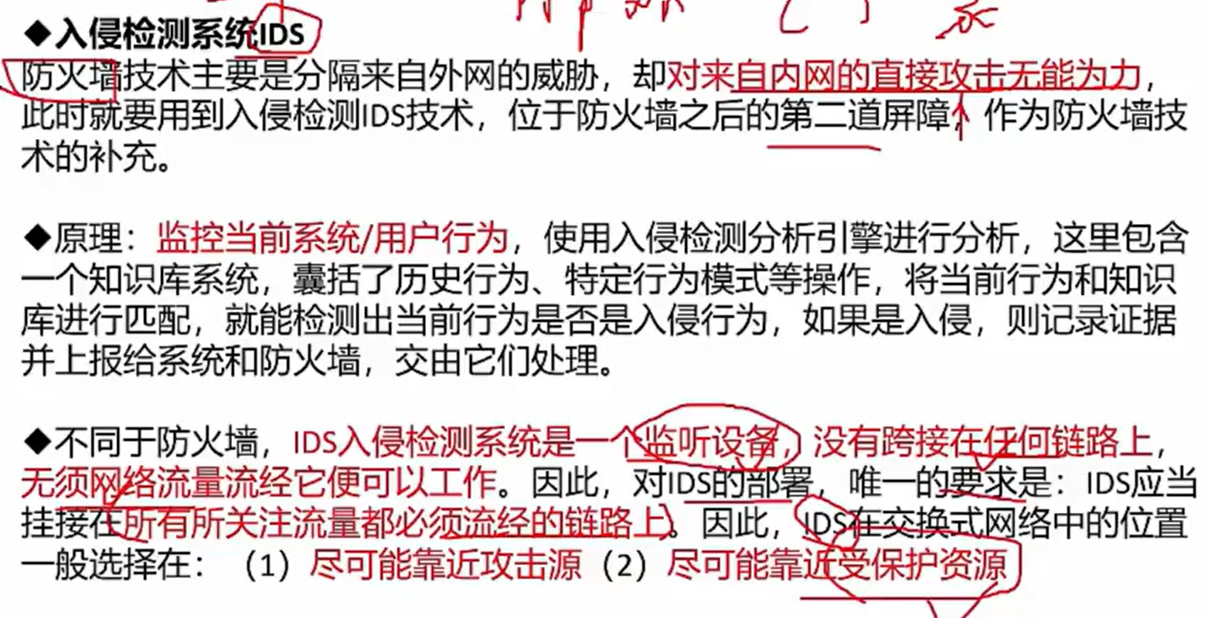 ◆入侵检测系统IDS
防火墙技术主要是分隔来自外网的威胁，却对来自内网的直接攻击无能为力，
此时就要用到入侵检测IDS技术，位于防火墙之后的第二道屏障，作为防火墙技
术的补充。
◆原理：监控当前系统/用户行为，使用入侵检测分析引擎进行分析，这里包含
一个知识库系统，囊括了历史行为、特定行为模式等操作，将当前行为和知识
库进行匹配，就能检测出当前行为是否是入侵行为，如果是入侵，则记录证据
并上报给系统和防火墙，交由它们处理。
◆不同于防火墙，IDS入侵检测系统是一个监听设备，没有跨接在任何链路上，
无须网络流量流经它便可以工作。因此，对IDS的部署，唯一的要求是：IDS应当
挂接在所有所关注流量都必须流经的链路上。因此，IDS在交换式网络中的位置
一般选择在：（1）尽可能靠近攻击源（2）尽可能靠近受保护资源